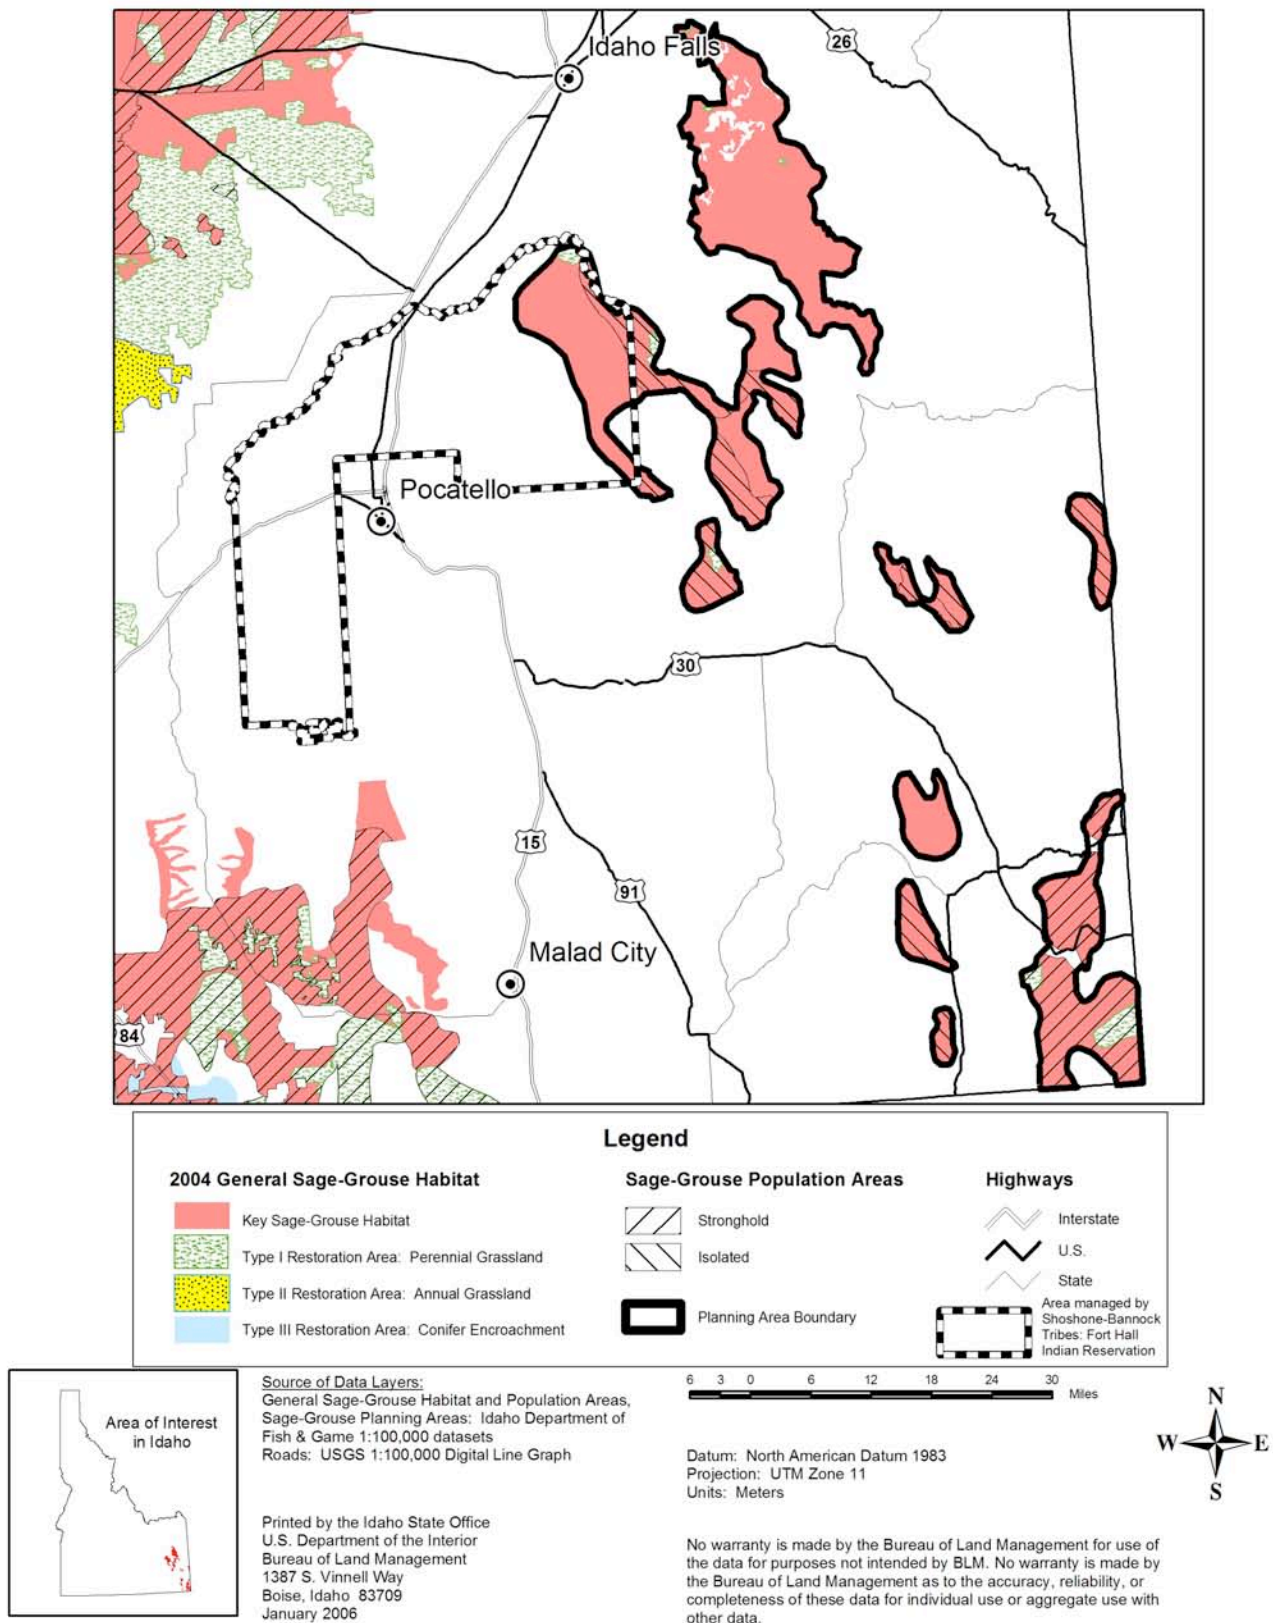 Idaho Falls
26
Pocatello
30
15
91
Malad City
84
Legend
2004 General Sage-Grouse Habitat
Key Sage-Grouse Habitat
Type I Restoration Area: Perennial Grassland
Type II Restoration Area: Annual Grassland
Type III Restoration Area: Conifer Encroachment
Sage-Grouse Population Areas
Stronghold
Isolated
Planning Area Boundary
Highways
Interstate
U.S.
State
Area managed by
Shoshone-Bannock
Tribes: Fort Hall
Indian Reservation
Area of Interest
in Idaho
Source of Data Layers:
General Sage-Grouse Habitat and Population Areas,
Sage-Grouse Planning Areas: Idaho Department of
Fish & Game 1:100,000 datasets
Roads: USGS 1:100,000 Digital Line Graph
Printed by the Idaho State Office
U.S. Department of the Interior
Bureau of Land Management
1387 S. Vinnell Way
Boise, Idaho 83709
January 2006
6 3 0 6 12 18 24 30
Miles
Datum: North American Datum 1983
Projection: UTM Zone 11
Units: Meters
No warranty is made by the Bureau of Land Management for use of
the data for purposes not intended by BLM. No warranty is made by
the Bureau of Land Management as to the accuracy, reliability, or
completeness of these data for individual use or aggregate use with
other data.
N
W E
S